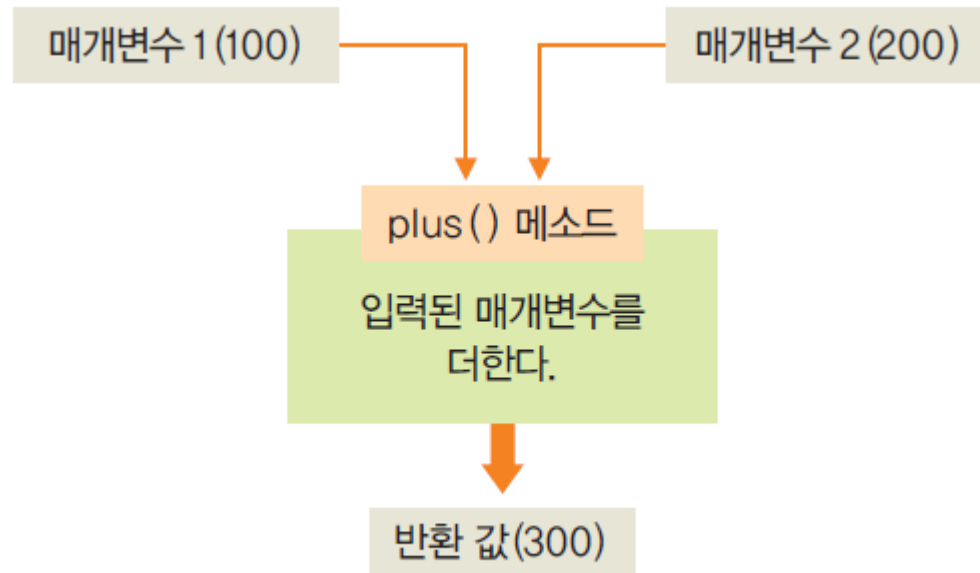 매개변수 1(100)
매개변수 2(200)
plus() 메소드
입력된 매개변수를
더한다.
반환 값(300)